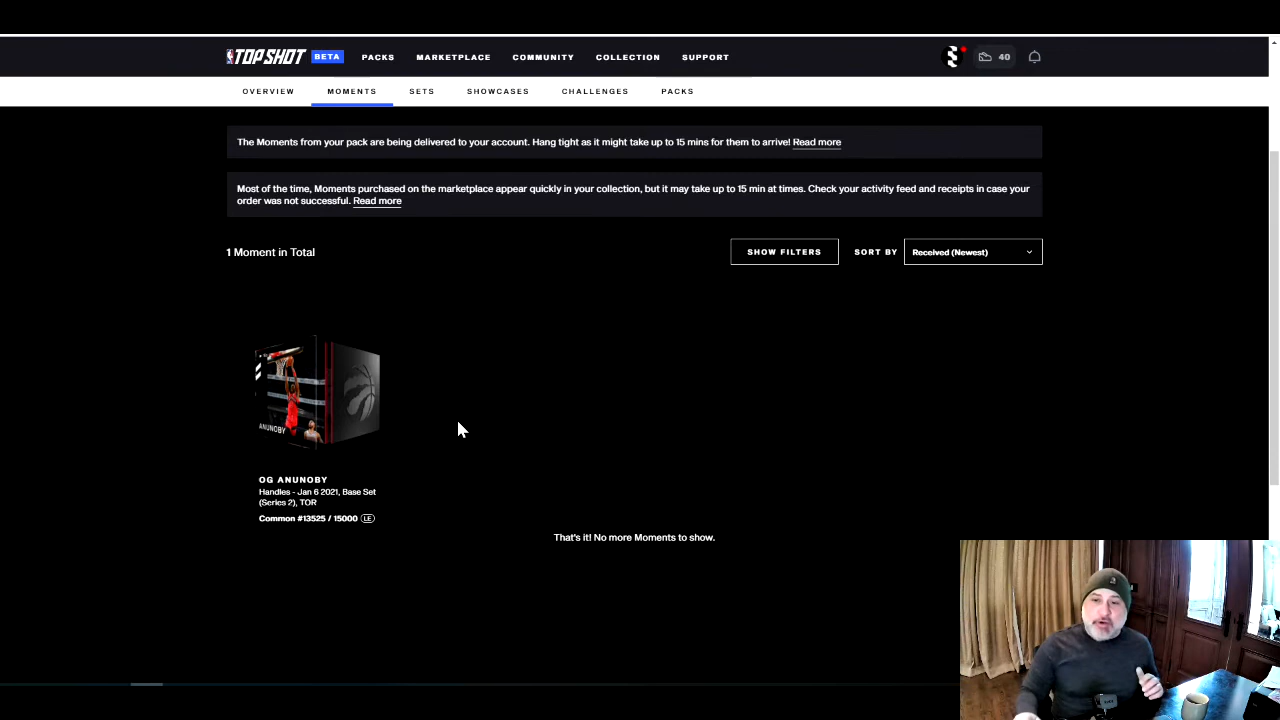 TOP SHOT BETA PACKS MARKETPLACE COMMUNITY COLLECTION SUPPORT 40
OVERVIEW MOMENTS SETS SHOWCASES CHALLENGES PACKS
The Moments from your pack are being delivered to your account. Hang tight as it might take up to 15 mins for them to arrive! Read more
Most of the time, Moments purchased on the marketplace appear quickly in your collection, but it may take up to 15 min at times. Check your activity feed and receipts in case your
order was not successful. Read more
1 Moment in Total
SHOW FILTERS SORT BY Received (Newest)
ANUNOBY
OG ANUNOBY
Handles - Jan 6 2021, Base Set
(Series 2), TOR
Common #13525 / 15000 LE
That's it! No more Moments to show.